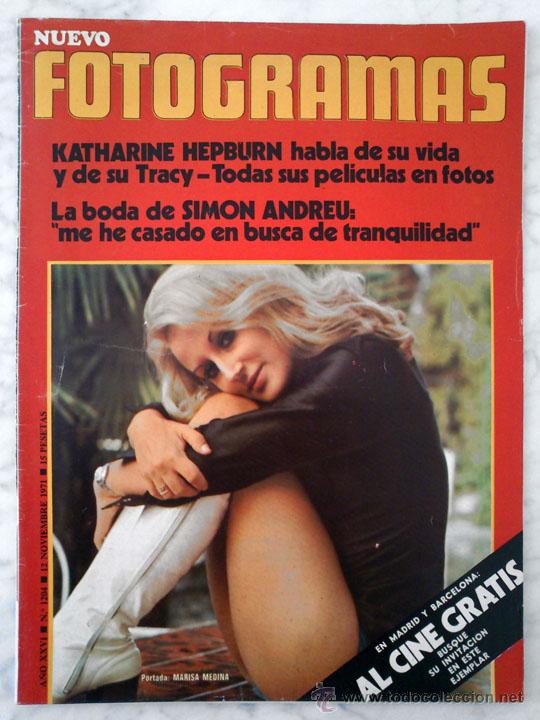 NUEVO
FOTOGRAMAS
KATHARINE HEPBURN habla de su vida
y de su Tracy - Todas sus peliculas en fotos
La boda de SIMON ANDREU:
"me he casado en busca de tranquilidad"
AÑO XXVI ■ N.º 1204 ■ 12 NOVIEMBRE 1971 ■ 15 PESETAS
Portada: MARISA MEDINA
EN MADRID Y BARCELONA:
AL CINE GRATIS
BUSQUE
SU INVITACION
EN ESTE
EJEMPLAR
www.todocoleccion.net